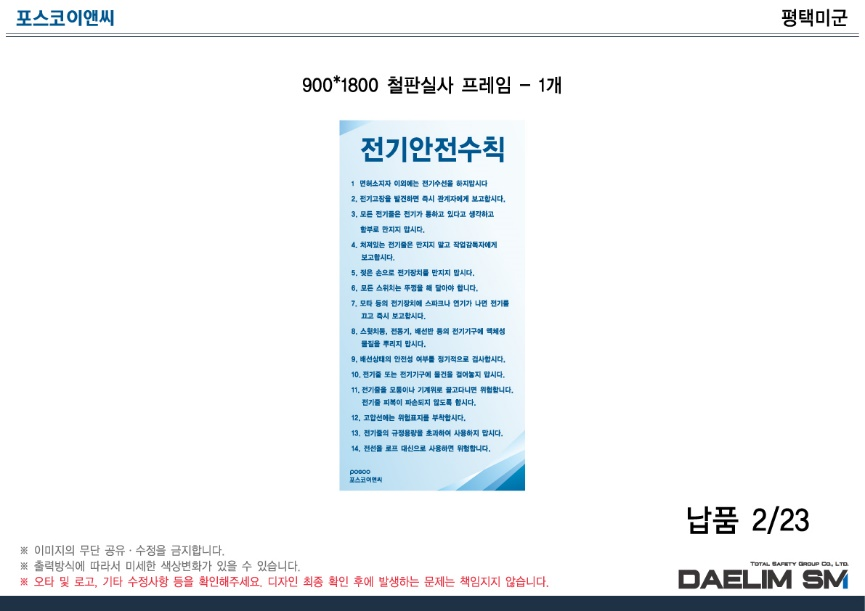 포스코이앤씨
평택미군
900*1800 철판실사 프레임 - 1개
전기안전수칙
1 면허소지자 이외에는 전기수선을 하지맙시다
2. 전기고장을 발견하면 즉시 관계자에게 보고합시다.
3. 모든 전기줄은 전기가 통하고 있다고 생각하고
함부로 만지지 맙시다.
4. 처져있는 전기줄은 만지지 말고 작업감독자에게
보고합시다.
5. 젖은 손으로 전기장치를 만지지 맙시다.
6. 모든 스위치는 뚜껑을 해 달아야 합니다.
7. 모타 등의 전기장치에 스파크나 연기가 나면 전기를
끄고 즉시 보고합시다.
8. 스윗치통, 전동기, 배선반 등의 전기기구에 액체성
물질을 뿌리지 맙시다.
9. 배선상태의 안전성 여부를 정기적으로 검사합시다.
10. 전기줄 또는 전기기구에 물건을 걸어놓지 맙시다.
11. 전기줄을 모퉁이나 기계위로 끌고다니면 위험합니다.
전기줄 피복이 파손되지 않도록 합시다.
12. 고압선에는 위험표지를 부착합시다.
13. 전기줄의 규정용량을 초과하여 사용하지 맙시다.
14. 전선을 로프 대신으로 사용하면 위험합니다.
posco
포스코이앤씨
납품 2/23
※ 이미지의 무단 공유·수정을 금지합니다.
※ 출력방식에 따라서 미세한 색상변화가 있을 수 있습니다.
※ 오타 및 로고, 기타 수정사항 등을 확인해주세요. 디자인 최종 확인 후에 발생하는 문제는 책임지지 않습니다.
TOTAL SAFETY GROUP CO., LTD.
DAELIM SM